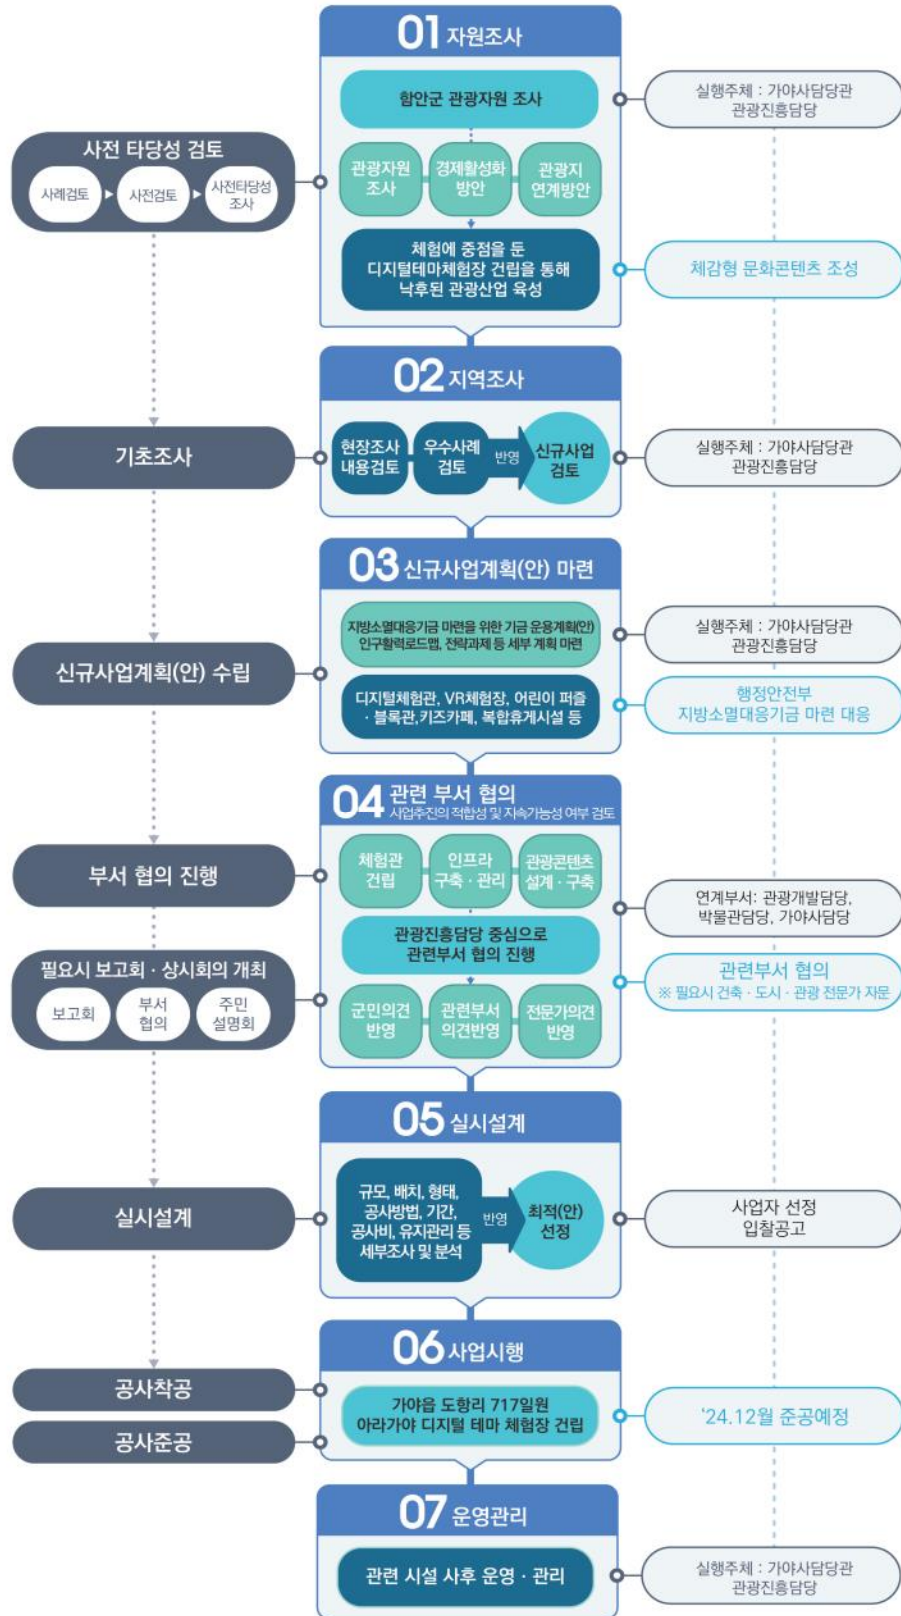 01 자원조사
함안군 관광자원 조사
실행주체 : 가야사담당관
관광진흥담당
사전 타당성 검토
사례검토
사전검토
사전타당성
조사
관광자원
조사
경제활성화
방안
관광지
연계방안
체험에 중점을 둔
디지털테마체험장 건립을 통해
낙후된 관광산업 육성
체감형 문화콘텐츠 조성
02 지역조사
기초조사
현장조사
내용검토
우수사례
검토
반영
신규사업
검토
실행주체 : 가야사담당관
관광진흥담당
03 신규사업계획(안) 마련
신규사업계획(안) 수립
지방소멸대응기금 마련을 위한 기금 운용계획(안)
인구활력로드맵, 전략과제 등 세부 계획 마련
실행주체 : 가야사담당관
관광진흥담당
디지털체험관, VR체험장, 어린이 퍼즐
· 블록관,키즈카페, 복합휴게시설 등
행정안전부
지방소멸대응기금 마련 대응
04 관련 부서 협의
사업추진의 적합성 및 지속가능성 여부 검토
부서 협의 진행
체험관
건립
인프라
구축 · 관리
관광콘텐츠
설계 · 구축
연계부서: 관광개발담당,
박물관담당, 가야사담당
관광진흥담당 중심으로
관련부서 협의 진행
필요시 보고회 · 상시회의 개최
보고회
부서
협의
주민
설명회
군민의견
반영
관련부서
의견반영
전문가의견
반영
관련부서 협의
※ 필요시 건축 · 도시 · 관광 전문가 자문
05 실시설계
실시설계
규모, 배치, 형태,
공사방법, 기간,
공사비, 유지관리 등
세부조사 및 분석
반영
최적(안)
선정
사업자 선정
입찰공고
06 사업시행
공사착공
공사준공
가야읍 도항리 717일원
아라가야 디지털 테마 체험장 건립
'24.12월 준공예정
07 운영관리
관련 시설 사후 운영 · 관리
실행주체 : 가야사담당관
관광진흥담당